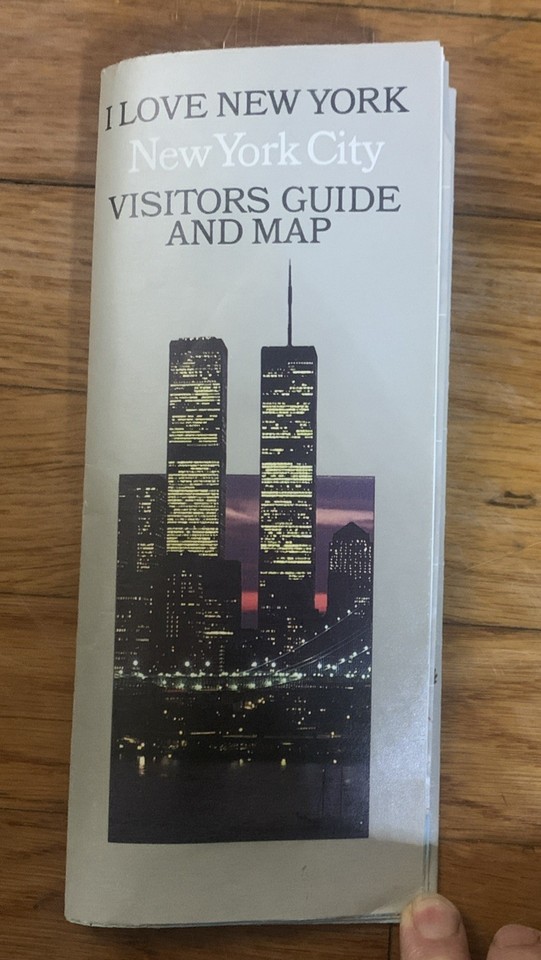 I LOVE NEW YORK
New York City
VISITORS GUIDE
AND MAP